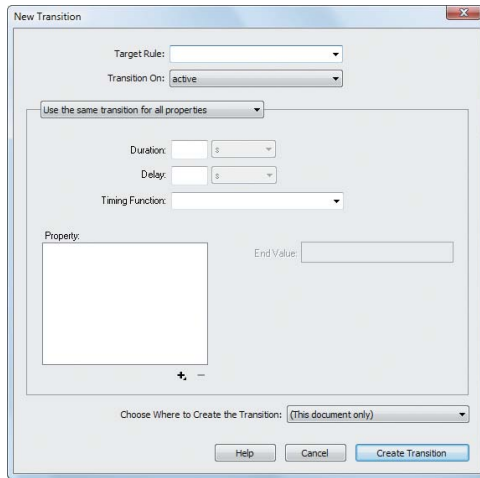 New Transition
Target Rule:
Transition On: active
Use the same transition for all properties
Duration: s
Delay: s
Timing Function:
Property:
End Value:
Choose Where to Create the Transition: (This document only)
Help Cancel Create Transition